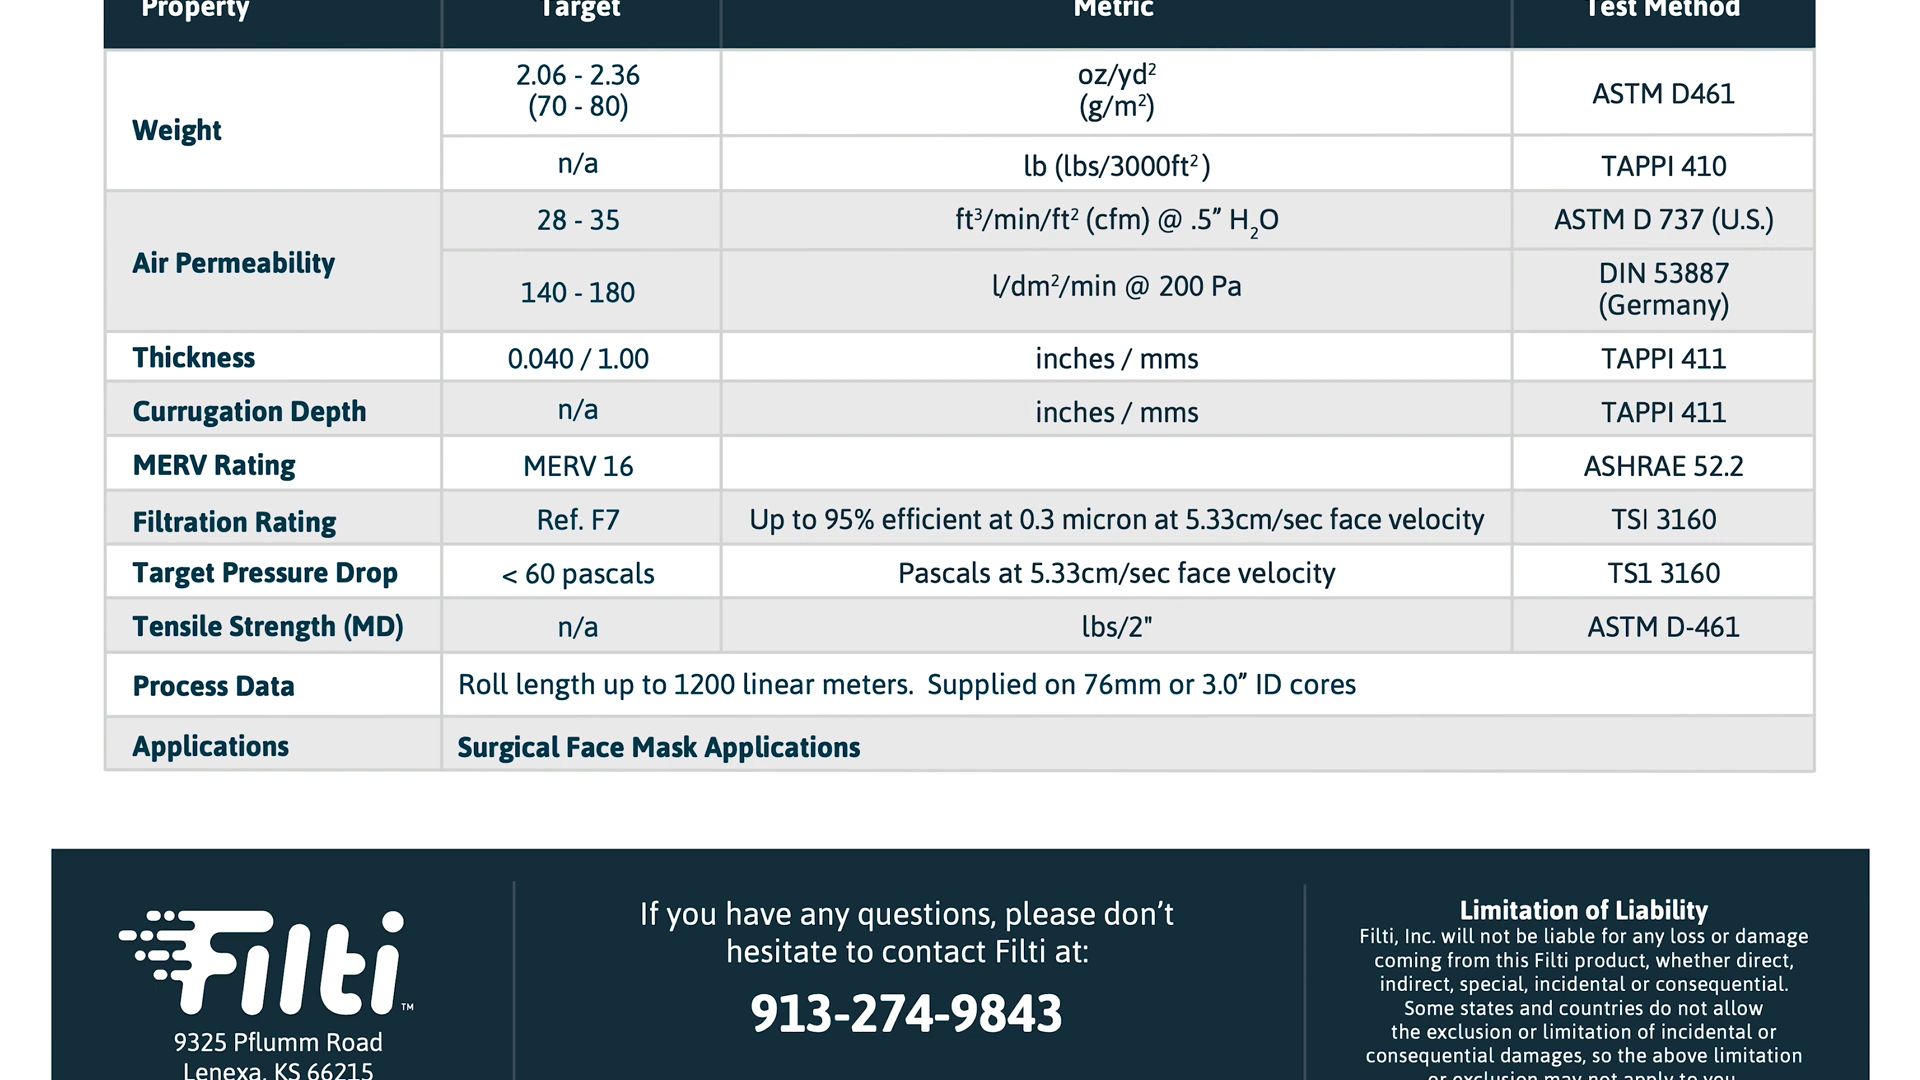 Property Target Metric Test Method
Weight
2.06 - 2.36
(70 - 80)
oz/yd²
(g/m²)
ASTM D461
n/a lb (lbs/3000ft²) TAPPI 410
Air Permeability
28 - 35 ft³/min/ft² (cfm) @ .5” H₂O ASTM D 737 (U.S.)
140 - 180 l/dm²/min @ 200 Pa
DIN 53887
(Germany)
Thickness 0.040 / 1.00 inches / mms TAPPI 411
Currugation Depth n/a inches / mms TAPPI 411
MERV Rating MERV 16 ASHRAE 52.2
Filtration Rating Ref. F7 Up to 95% efficient at 0.3 micron at 5.33cm/sec face velocity TSI 3160
Target Pressure Drop < 60 pascals Pascals at 5.33cm/sec face velocity TS1 3160
Tensile Strength (MD) n/a lbs/2" ASTM D-461
Process Data Roll length up to 1200 linear meters. Supplied on 76mm or 3.0” ID cores
Applications Surgical Face Mask Applications
Filti™
9325 Pflumm Road
Lenexa, KS 66215
If you have any questions, please don’t
hesitate to contact Filti at:
913-274-9843
Limitation of Liability
Filti, Inc. will not be liable for any loss or damage
coming from this Filti product, whether direct,
indirect, special, incidental or consequential.
Some states and countries do not allow
the exclusion or limitation of incidental or
consequential damages, so the above limitation
or exclusion may not apply to you.